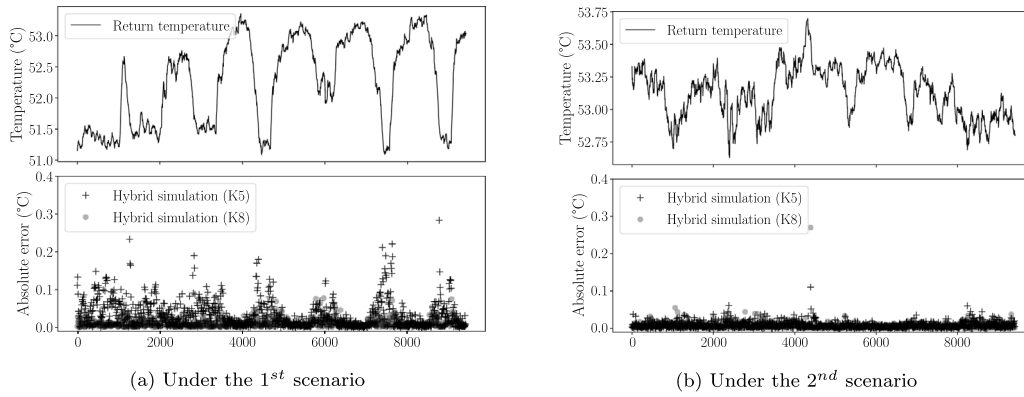 Return temperature
Temperature (°C)
53.0
52.5
52.0
51.5
51.0
Hybrid simulation (K5)
Hybrid simulation (K8)
Absolute error (°C)
0.4
0.3
0.2
0.1
0.0
0 2000 4000 6000 8000
(a) Under the 1st scenario
Return temperature
Temperature (°C)
53.75
53.50
53.25
53.00
52.75
Hybrid simulation (K5)
Hybrid simulation (K8)
Absolute error (°C)
0.4
0.3
0.2
0.1
0.0
0 2000 4000 6000 8000
(b) Under the 2nd scenario